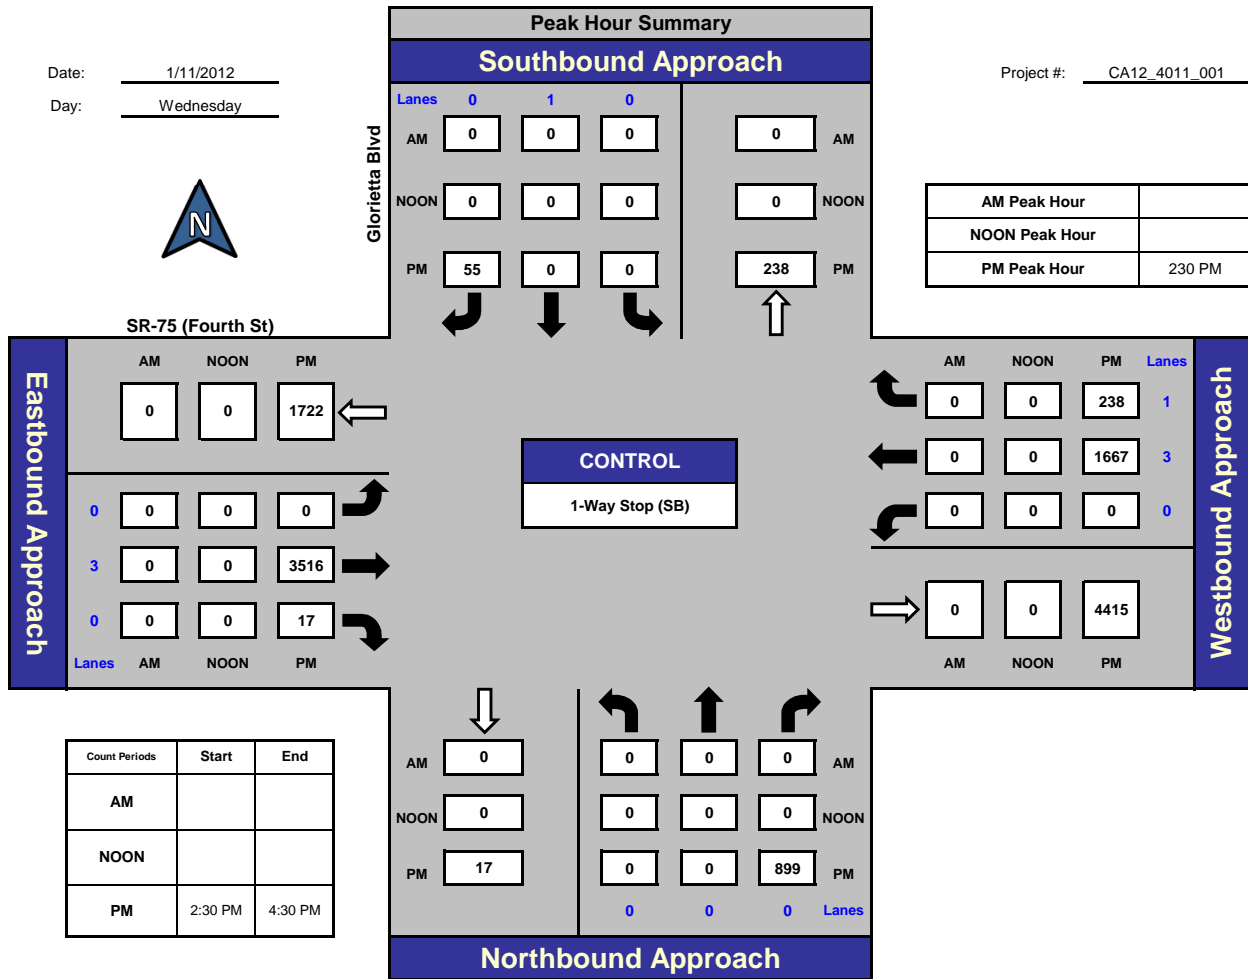 Peak Hour Summary
Southbound Approach
Date: 1/11/2012
Day: Wednesday
Project #: CA12_4011_001
N
Glorietta Blvd
Lanes 0 1 0
AM 0 0 0 0 AM
NOON 0 0 0 0 NOON
PM 55 0 0 238 PM
AM Peak Hour
NOON Peak Hour
PM Peak Hour 230 PM
SR-75 (Fourth St)
Eastbound Approach
AM NOON PM
0 0 1722
0 0 0 0
3 0 0 3516
0 0 0 17
Lanes AM NOON PM
CONTROL
1-Way Stop (SB)
AM NOON PM Lanes
0 0 238 1
0 0 1667 3
0 0 0 0
0 0 4415
AM NOON PM
Westbound Approach
Count Periods Start End
AM
NOON
PM 2:30 PM 4:30 PM
AM 0 0 0 0 AM
NOON 0 0 0 0 NOON
PM 17 0 0 899 PM
0 0 0 Lanes
Northbound Approach